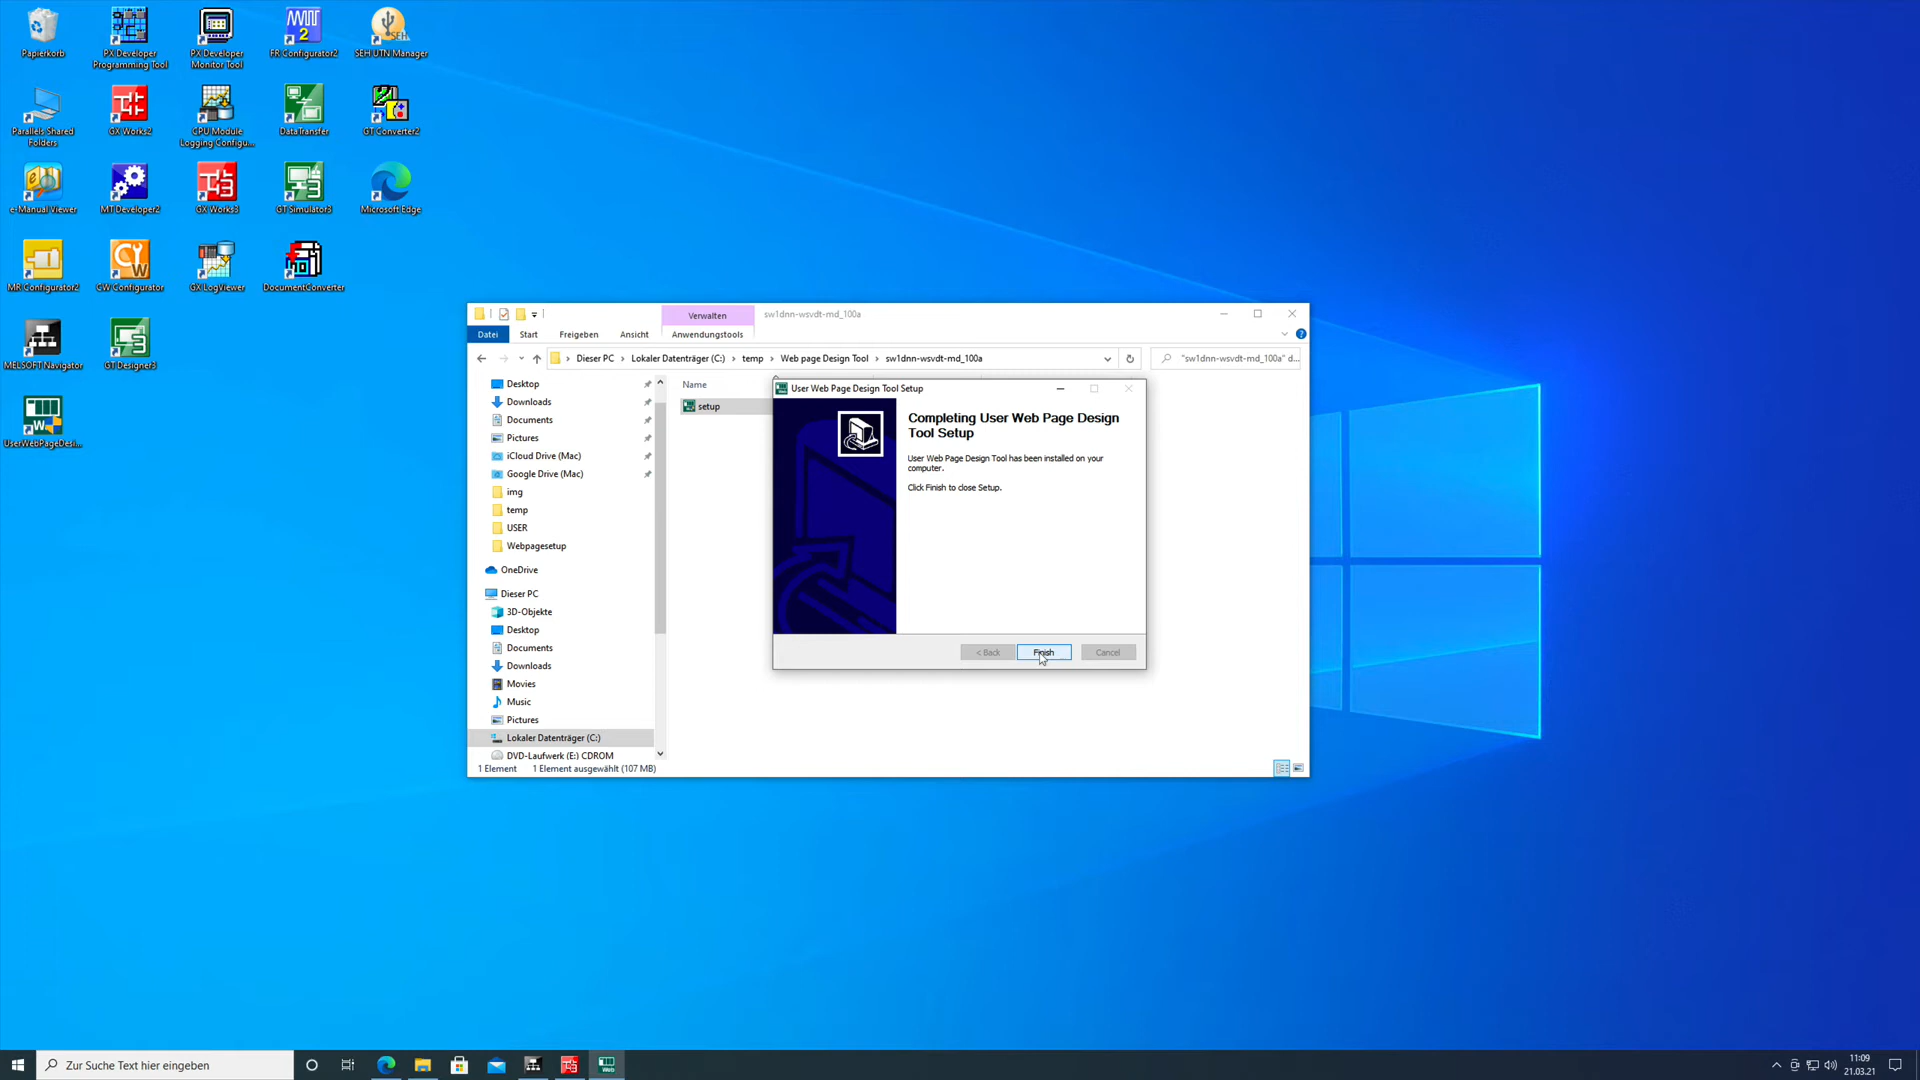 Papierkorb
PX Developer
Programming Tool
PX Developer
Monitor Tool
FR Configurator2
SEH UTN Manager
Parallels Shared
Folders
GX Works2
CPU Module
Logging Configu...
DataTransfer
GT Converter2
e-Manual Viewer
MT Developer2
GX Works3
GT Simulator3
Microsoft Edge
MR Configurator2
CW Configurator
GX LogViewer
DocumentConverter
MELSOFT Navigator
GT Designer3
UserWebPageDesi...
Verwalten
sw1dnn-wsvdt-md_100a
Datei
Start
Freigeben
Ansicht
Anwendungstools
Dieser PC
Lokaler Datenträger (C:)
temp
Web page Design Tool
sw1dnn-wsvdt-md_100a
"sw1dnn-wsvdt-md_100a" d...
Desktop
Downloads
Documents
Pictures
iCloud Drive (Mac)
Google Drive (Mac)
img
temp
USER
Webpagesetup
OneDrive
Dieser PC
3D-Objekte
Desktop
Documents
Downloads
Movies
Music
Pictures
Lokaler Datenträger (C:)
DVD-Laufwerk (E:) CDROM
1 Element
1 Element ausgewählt (107 MB)
Name
setup
User Web Page Design Tool Setup
Completing User Web Page Design
Tool Setup
User Web Page Design Tool has been installed on your
computer.
Click Finish to close Setup.
< Back
Finish
Cancel
Zur Suche Text hier eingeben
11:09
21.03.21